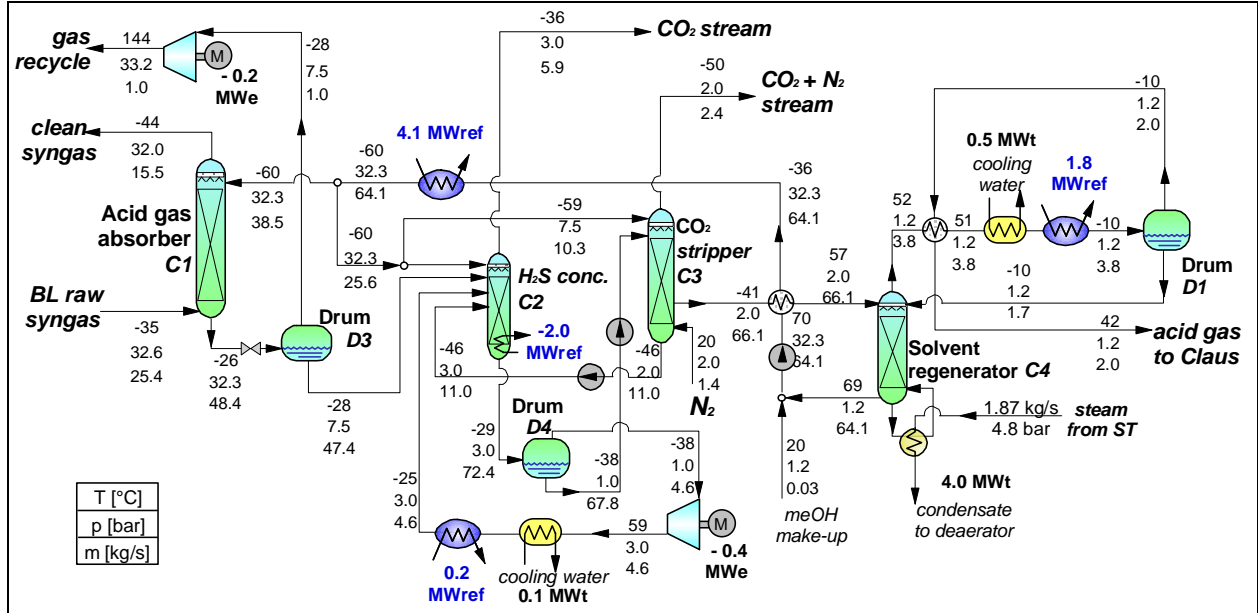 gas
recycle
144
33.2
1.0
M
- 0.2
MWe
-28
7.5
1.0
-36
3.0
5.9
CO2 stream
-50
2.0
2.4
CO2 + N2
stream
clean
syngas
-44
32.0
15.5
-60
32.3
38.5
4.1 MWref
-60
32.3
64.1
-36
32.3
64.1
-10
1.2
2.0
0.5 MWt
cooling
water
1.8
MWref
Acid gas
absorber
C1
-60
32.3
25.6
-59
7.5
10.3
CO2
stripper
C3
52
1.2
3.8
51
1.2
3.8
-10
1.2
3.8
Drum
D1
H2S conc.
C2
-2.0
MWref
57
2.0
66.1
-10
1.2
1.7
BL raw
syngas
-35
32.6
25.4
Drum
D3
-26
32.3
48.4
-28
7.5
47.4
-46
3.0
11.0
-46
2.0
11.0
20
2.0
1.4
N2
-41
2.0
66.1
70
32.3
64.1
Solvent
regenerator C4
42
1.2
2.0
acid gas
to Claus
69
1.2
64.1
1.87 kg/s
4.8 bar
steam
from ST
Drum
D4
-29
3.0
72.4
-38
1.0
67.8
-38
1.0
4.6
20
1.2
0.03
meOH
make-up
4.0 MWt
condensate
to deaerator
-25
3.0
4.6
0.2
MWref
cooling water
0.1 MWt
59
3.0
4.6
M
- 0.4
MWe
T [°C]
p [bar]
m [kg/s]